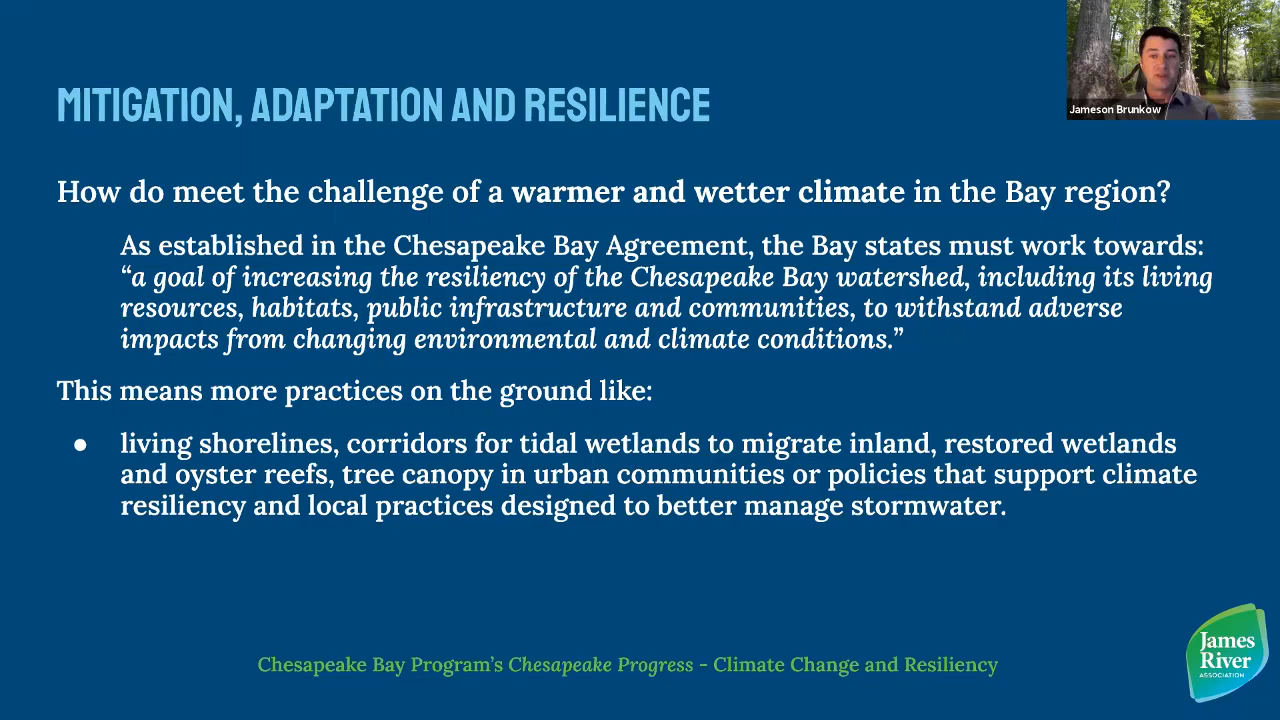 Jameson Brunkow
MITIGATION, ADAPTATION AND RESILIENCE
How do meet the challenge of a warmer and wetter climate in the Bay region?
As established in the Chesapeake Bay Agreement, the Bay states must work towards:
“a goal of increasing the resiliency of the Chesapeake Bay watershed, including its living
resources, habitats, public infrastructure and communities, to withstand adverse
impacts from changing environmental and climate conditions.”
This means more practices on the ground like:
● living shorelines, corridors for tidal wetlands to migrate inland, restored wetlands
and oyster reefs, tree canopy in urban communities or policies that support climate
resiliency and local practices designed to better manage stormwater.
Chesapeake Bay Program’s Chesapeake Progress - Climate Change and Resiliency
James
River
ASSOCIATION